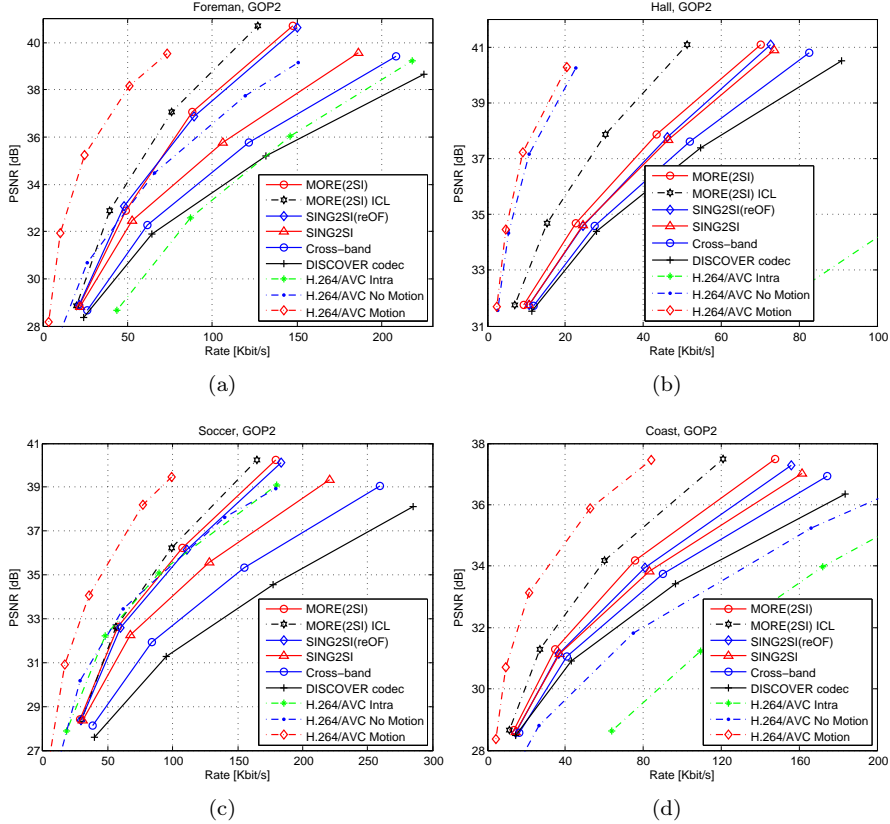 Foreman, GOP2
40
38
36
34
32
30
28
PSNR [dB]
0
50
100
150
200
Rate [Kbit/s]
MORE(2SI)
MORE(2SI) ICL
SING2SI(reOF)
SING2SI
Cross−band
DISCOVER codec
H.264/AVC Intra
H.264/AVC No Motion
H.264/AVC Motion
(a)
Hall, GOP2
41
39
37
35
33
31
PSNR [dB]
0
20
40
60
80
100
Rate [Kbit/s]
MORE(2SI)
MORE(2SI) ICL
SING2SI(reOF)
SING2SI
Cross−band
DISCOVER codec
H.264/AVC Intra
H.264/AVC No Motion
H.264/AVC Motion
(b)
Soccer, GOP2
41
39
37
35
33
31
29
27
PSNR [dB]
0
50
100
150
200
250
300
Rate [Kbit/s]
MORE(2SI)
MORE(2SI) ICL
SING2SI(reOF)
SING2SI
Cross−band
DISCOVER codec
H.264/AVC Intra
H.264/AVC No Motion
H.264/AVC Motion
(c)
Coast, GOP2
38
36
34
32
30
28
PSNR [dB]
0
40
80
120
160
200
Rate [Kbit/s]
MORE(2SI)
MORE(2SI) ICL
SING2SI(reOF)
SING2SI
Cross−band
DISCOVER codec
H.264/AVC Intra
H.264/AVC No Motion
H.264/AVC Motion
(d)